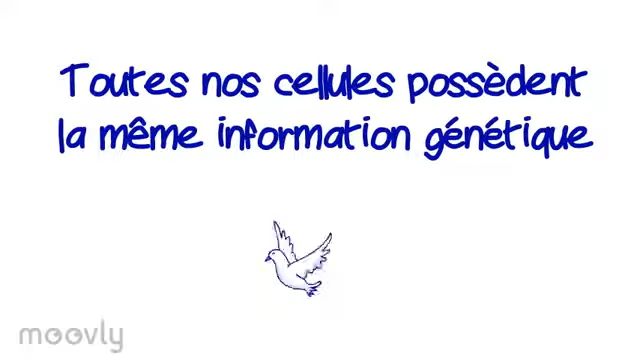 Toutes nos cellules possèdent
la même information génétique
moovly